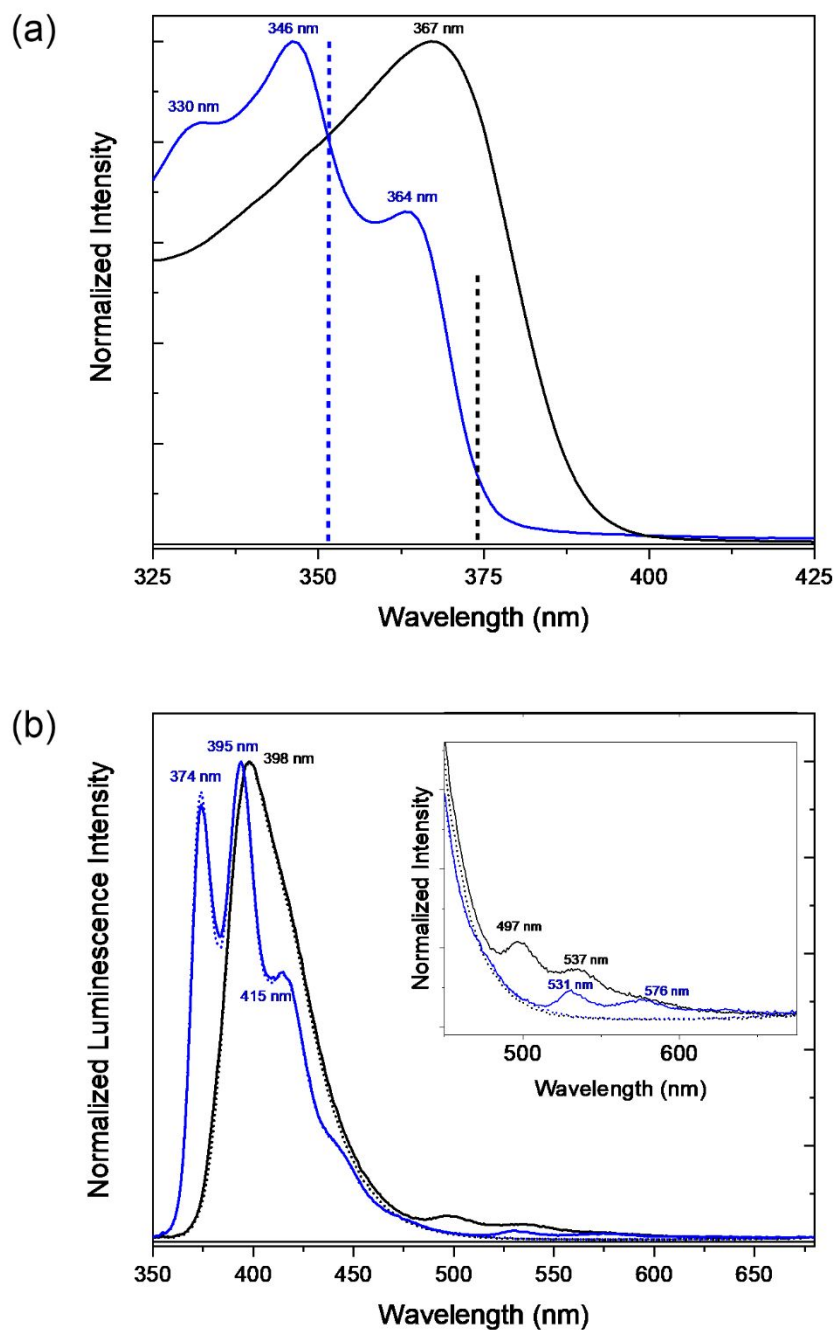 (a)
346 nm
367 nm
330 nm
364 nm
Normalized Intensity
325
350
375
400
425
Wavelength (nm)
(b)
395 nm
374 nm
398 nm
415 nm
Normalized Luminescence Intensity
497 nm
537 nm
531 nm
576 nm
Normalized Intensity
500
600
Wavelength (nm)
350
400
450
500
550
600
650
Wavelength (nm)